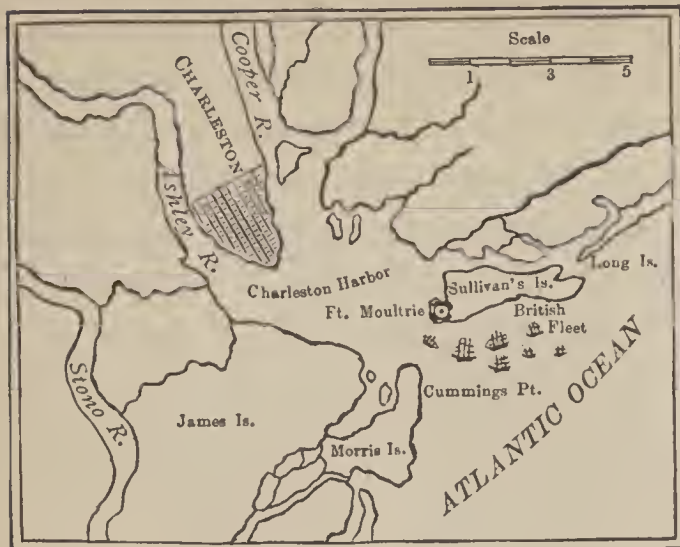 Scale
1 3 5
Cooper R.
CHARLESTON
Ashley R.
Long Is.
Charleston Harbor
Sullivan's Is.
Ft. Moultrie
British
Fleet
Stono R.
Cummings Pt.
James Is.
Morris Is.
ATLANTIC OCEAN